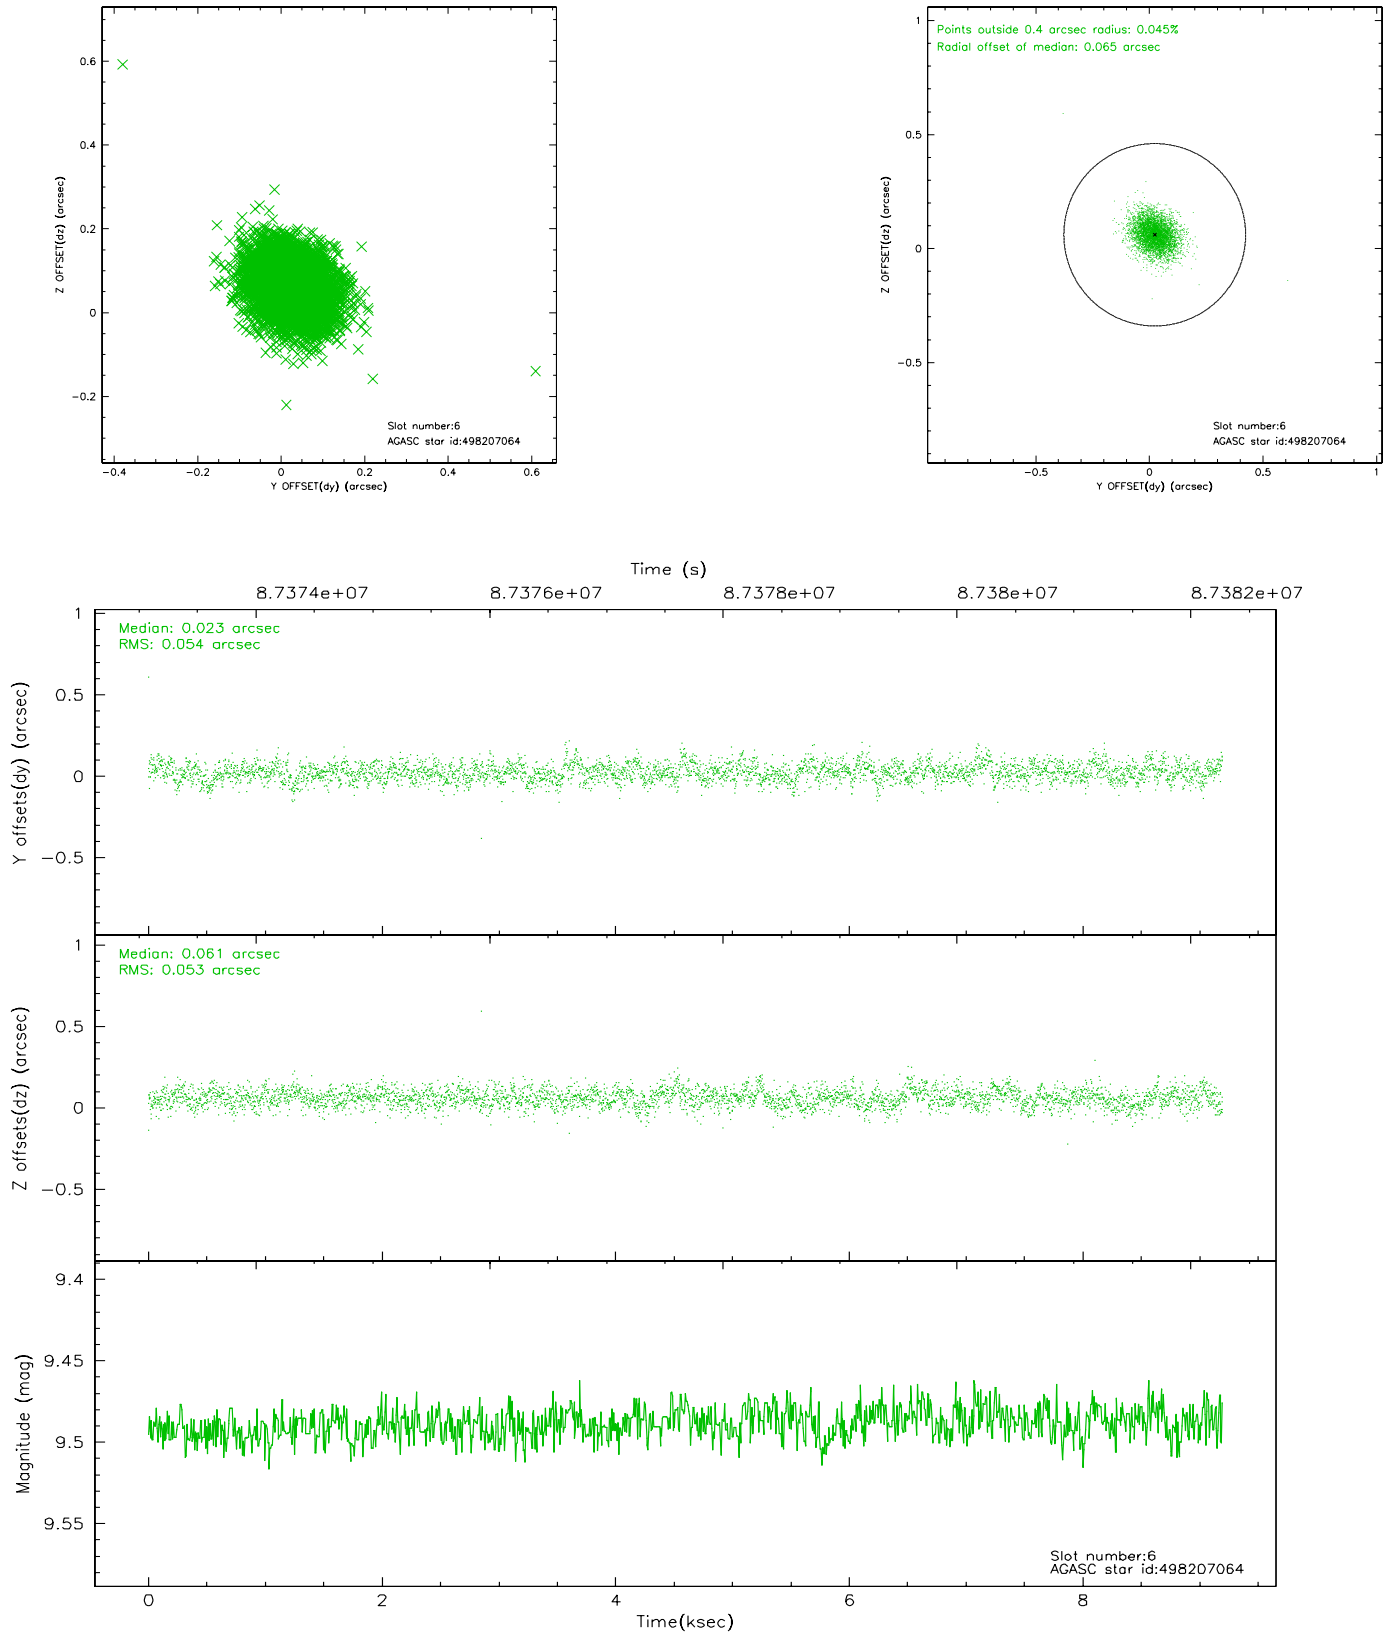 0.6
0.4
0.2
0
−0.2
−0.4
−0.2
0
0.2
0.4
0.6
Z OFFSET(dz) (arcsec)
Y OFFSET(dy) (arcsec)
Slot number:6
AGASC star id:498207064
Points outside 0.4 arcsec radius: 0.045%
Radial offset of median: 0.065 arcsec
1
0.5
0
−0.5
−0.5
0
0.5
1
Z OFFSET(dz) (arcsec)
Y OFFSET(dy) (arcsec)
Slot number:6
AGASC star id:498207064
Time (s)
8.7374e+07
8.7376e+07
8.7378e+07
8.738e+07
8.7382e+07
Median: 0.023 arcsec
RMS: 0.054 arcsec
1
0.5
0
−0.5
Y offsets(dy) (arcsec)
Median: 0.061 arcsec
RMS: 0.053 arcsec
1
0.5
0
−0.5
Z offsets(dz) (arcsec)
9.4
9.45
9.5
9.55
Magnitude (mag)
Slot number:6
AGASC star id:498207064
0
2
4
6
8
Time(ksec)